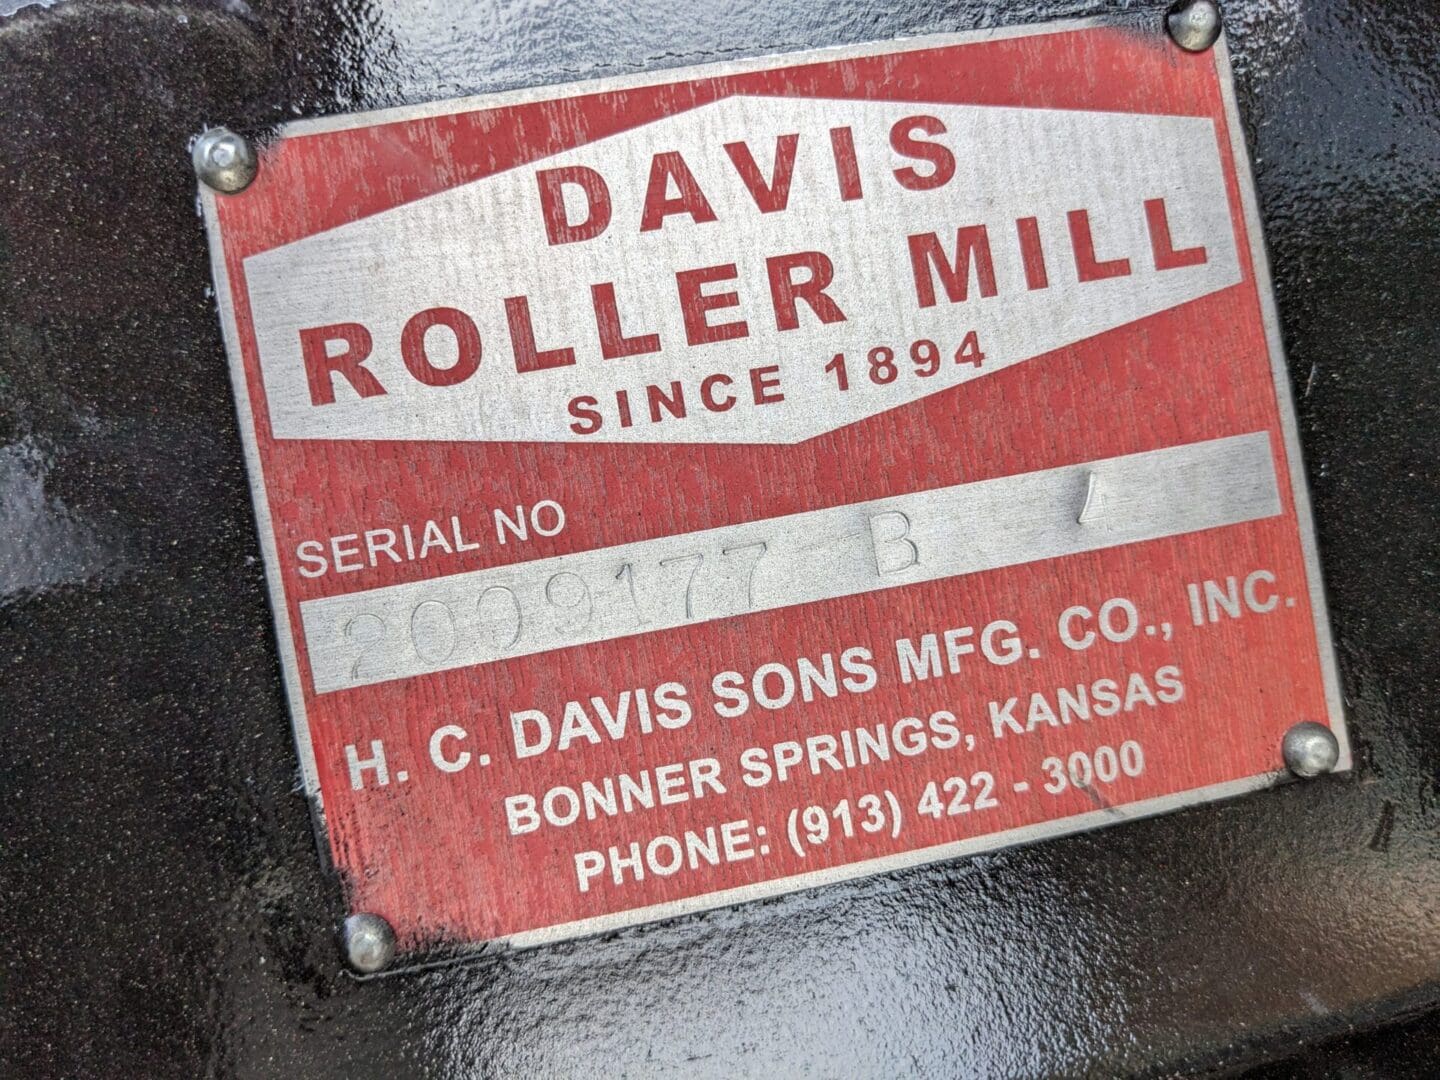 DAVIS
ROLLER MILL
SINCE 1894
SERIAL NO
2009177-B 4
H. C. DAVIS SONS MFG. CO., INC.
BONNER SPRINGS, KANSAS
PHONE: (913) 422 - 3000